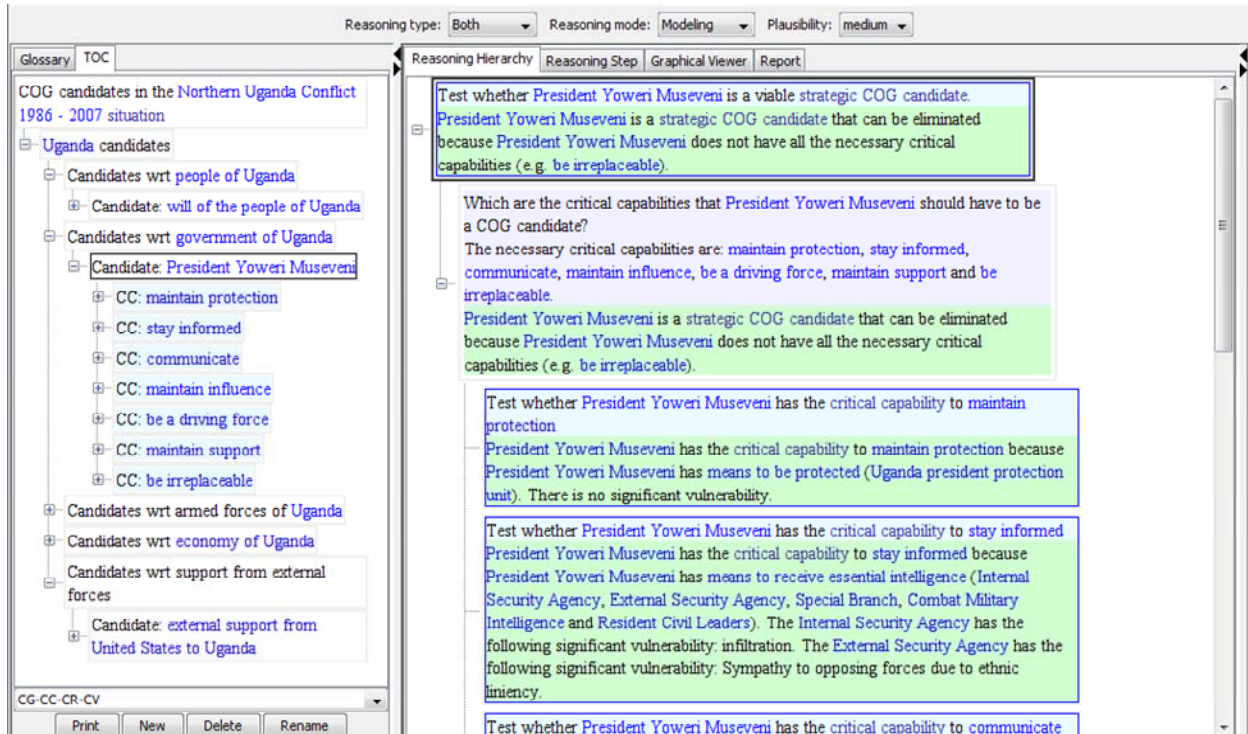 Reasoning type: Both Reasoning mode: Modeling Plausibility: medium
Glossary TOC
COG candidates in the Northern Uganda Conflict
1986 - 2007 situation
Uganda candidates
Candidates wrt people of Uganda
Candidate: will of the people of Uganda
Candidates wrt government of Uganda
Candidate: President Yoweri Museveni
CC: maintain protection
CC: stay informed
CC: communicate
CC: maintain influence
CC: be a driving force
CC: maintain support
CC: be irreplaceable
Candidates wrt armed forces of Uganda
Candidates wrt economy of Uganda
Candidates wrt support from external
forces
Candidate: external support from
United States to Uganda
CG-CC-CR-CV
Print New Delete Rename
Reasoning Hierarchy Reasoning Step Graphical Viewer Report
Test whether President Yoweri Museveni is a viable strategic COG candidate.
President Yoweri Museveni is a strategic COG candidate that can be eliminated
because President Yoweri Museveni does not have all the necessary critical
capabilities (e.g. be irreplaceable).
Which are the critical capabilities that President Yoweri Museveni should have to be
a COG candidate?
The necessary critical capabilities are: maintain protection, stay informed,
communicate, maintain influence, be a driving force, maintain support and be
irreplaceable.
President Yoweri Museveni is a strategic COG candidate that can be eliminated
because President Yoweri Museveni does not have all the necessary critical
capabilities (e.g. be irreplaceable).
Test whether President Yoweri Museveni has the critical capability to maintain
protection
President Yoweri Museveni has the critical capability to maintain protection because
President Yoweri Museveni has means to be protected (Uganda president protection
unit). There is no significant vulnerability.
Test whether President Yoweri Museveni has the critical capability to stay informed
President Yoweri Museveni has the critical capability to stay informed because
President Yoweri Museveni has means to receive essential intelligence (Internal
Security Agency, External Security Agency, Special Branch, Combat Military
Intelligence and Resident Civil Leaders). The Internal Security Agency has the
following significant vulnerability: infiltration. The External Security Agency has the
following significant vulnerability: Sympathy to opposing forces due to ethnic
liniency.
Test whether President Yoweri Museveni has the critical capability to communicate